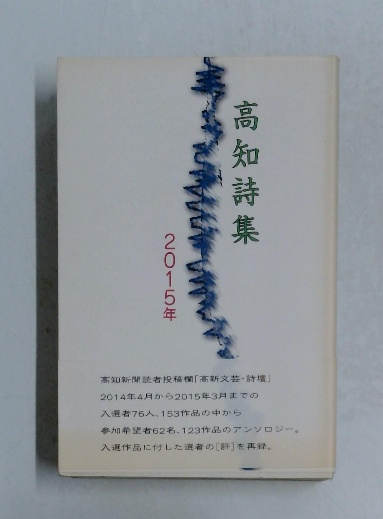 高知詩集
2015年
高知新聞読者投稿欄「高新文芸・詩壇」
2014年4月から2015年3月までの
入選者76人、153作品の中から
参加希望者62名、123作品のアンソロジー。
入選作品に付した選者の［評］を再録。